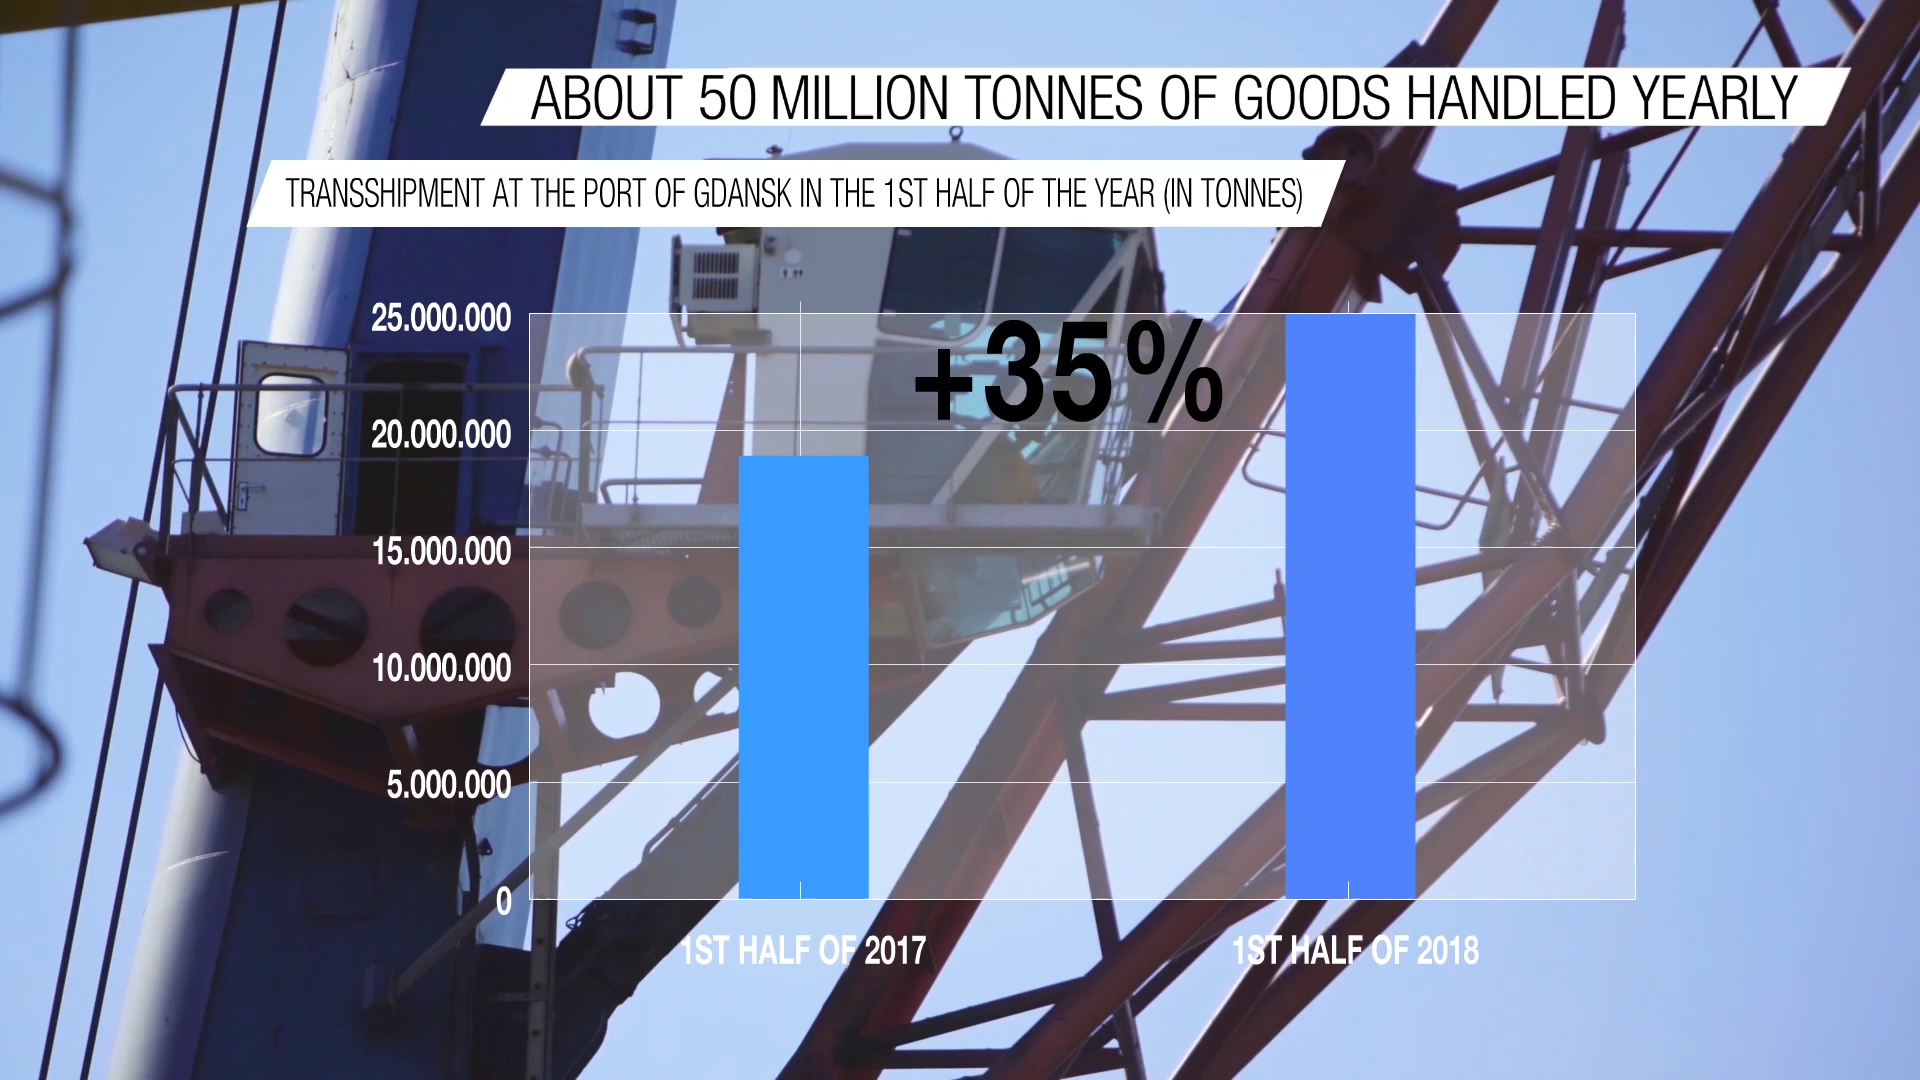 ABOUT 50 MILLION TONNES OF GOODS HANDLED YEARLY
TRANSSHIPMENT AT THE PORT OF GDANSK IN THE 1ST HALF OF THE YEAR (IN TONNES)
25.000.000
+35%
20.000.000
15.000.000
10.000.000
5.000.000
0
1ST HALF OF 2017
1ST HALF OF 2018